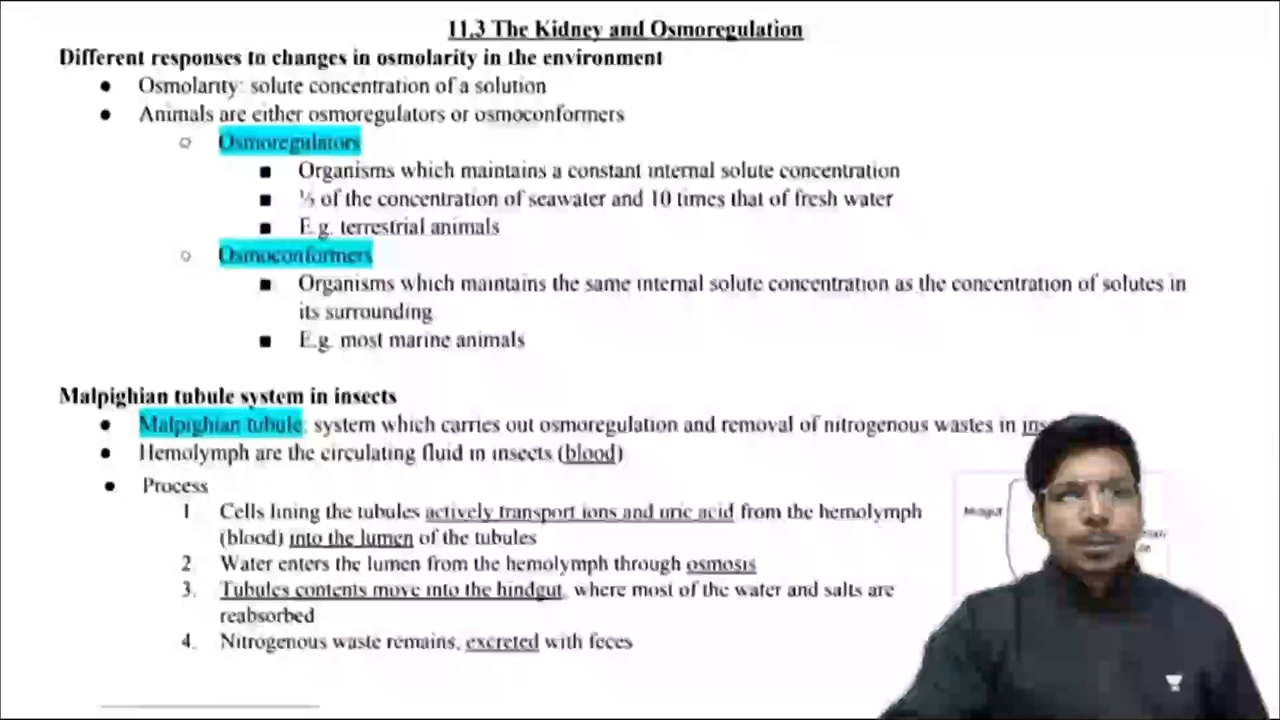 11.3 The Kidney and Osmoregulation
Different responses to changes in osmolarity in the environment
● Osmolarity: solute concentration of a solution
● Animals are either osmoregulators or osmoconformers
○ Osmoregulators
■ Organisms which maintains a constant internal solute concentration
■ ⅓ of the concentration of seawater and 10 times that of fresh water
■ E.g. terrestrial animals
○ Osmoconformers
■ Organisms which maintains the same internal solute concentration as the concentration of solutes in
its surrounding
■ E.g. most marine animals
Malpighian tubule system in insects
● Malpighian tubule: system which carries out osmoregulation and removal of nitrogenous wastes in
● Hemolymph are the circulating fluid in insects (blood)
● Process
1. Cells lining the tubules actively transport ions and uric acid from the hemolymph
(blood) into the lumen of the tubules
2. Water enters the lumen from the hemolymph through osmosis
3. Tubules contents move into the hindgut, where most of the water and salts are
reabsorbed
4. Nitrogenous waste remains, excreted with feces
Midgut